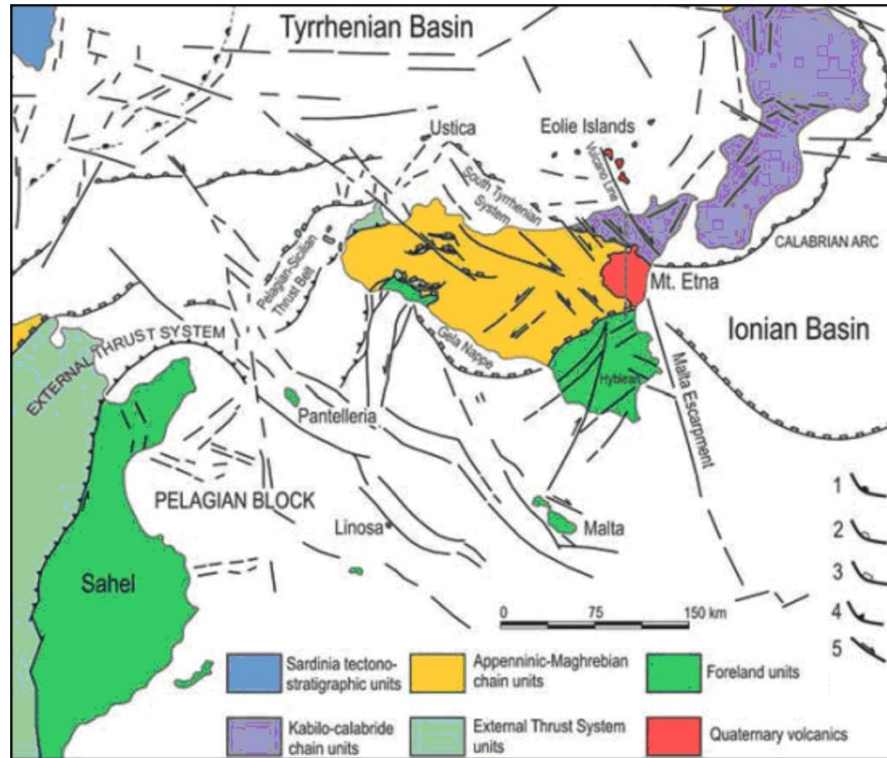 Tyrrhenian Basin
Ustica
Eolie Islands
Vulcano Line
South Tyrrhenian
System
CALABRIAN ARC
Pelagian-Sicilian
Thrust Belt
Mt. Etna
Ionian Basin
EXTERNAL THRUST SYSTEM
Gela Nappe
Hyblean
Malta Escarpment
Pantelleria
PELAGIAN BLOCK
Linosa
Malta
Sahel
1
2
3
4
5
0 75 150 km
Sardinia tectono-
stratigraphic units
Appenninic-Maghrebian
chain units
Foreland units
Kabilo-calabride
chain units
External Thrust System
units
Quaternary volcanics